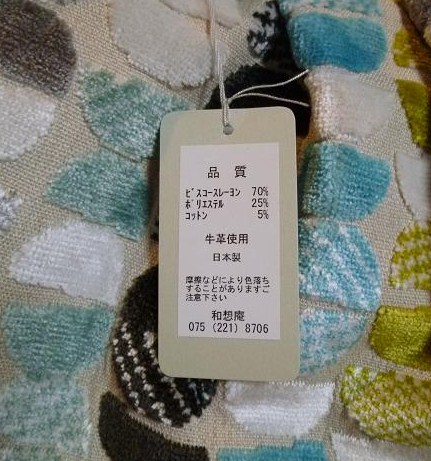 品 質
ﾋﾞｽｺｰｽﾚｰﾖﾝ 70%
ﾎﾟﾘｴｽﾃﾙ 25%
ｺｯﾄﾝ 5%
牛革使用
日本製
摩擦などにより色落ち
することがありますご
注意下さい
和想庵
075 (221) 8706